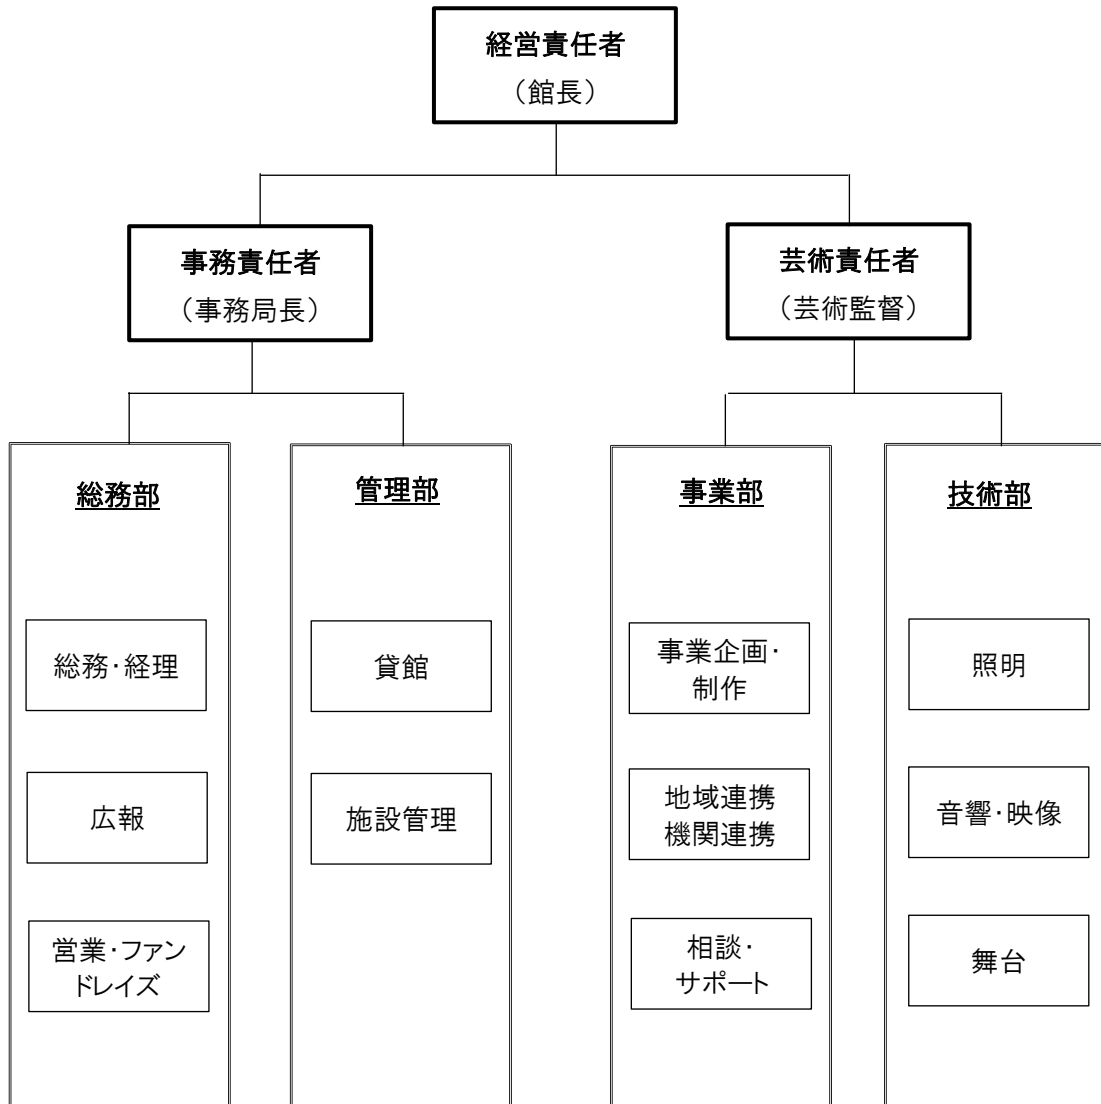 経営責任者
（館長）
事務責任者
（事務局長）
芸術責任者
（芸術監督）
総務部
総務・経理
広報
営業・ファン
ドレイズ
管理部
貸館
施設管理
事業部
事業企画・
制作
地域連携
機関連携
相談・
サポート
技術部
照明
音響・映像
舞台